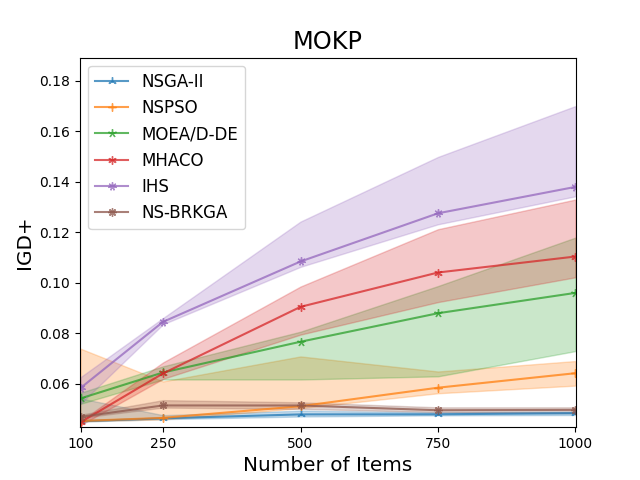 MOKP
NSGA-II
NSPSO
MOEA/D-DE
MHACO
IHS
NS-BRKGA
IGD+
0.18
0.16
0.14
0.12
0.10
0.08
0.06
100 250 500 750 1000
Number of Items